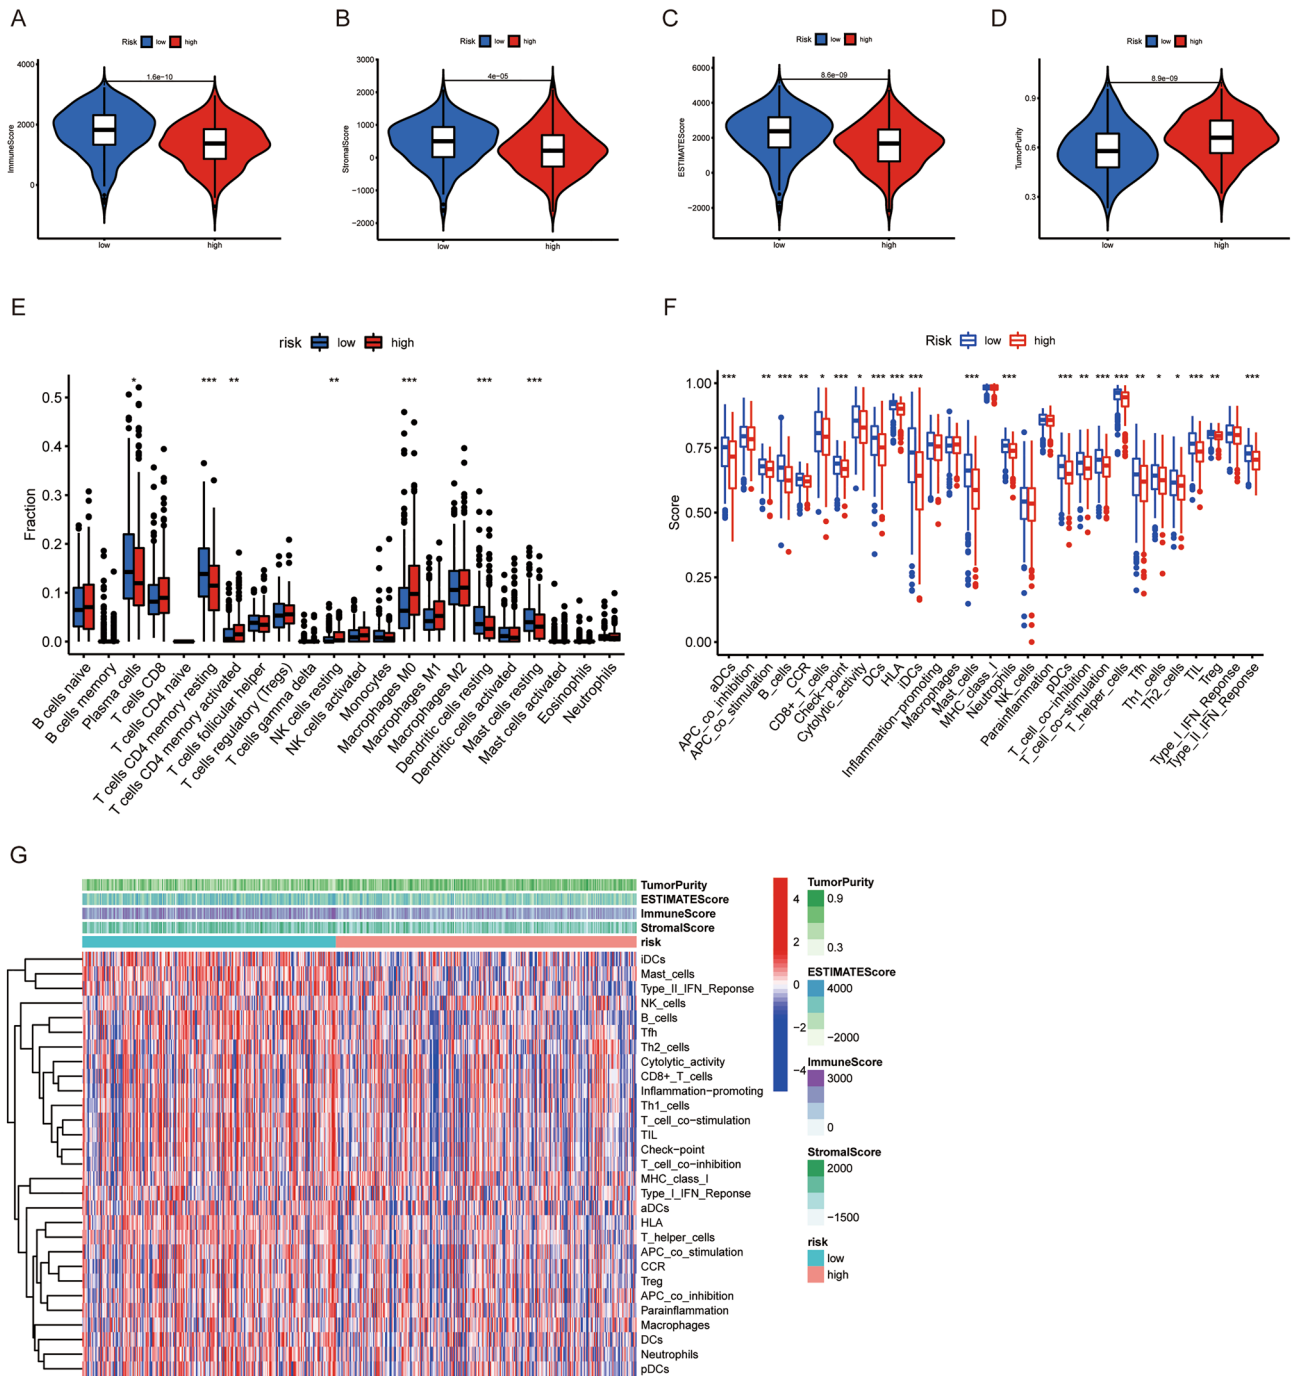 A
B
C
D
Risk low high
Risk low high
Risk low high
Risk low high
4000
2000
0
ImmuneScore
1.6e−10
low high
3000
2000
1000
0
−1000
−2000
StromalScore
4e−05
low high
6000
4000
2000
0
−2000
ESTIMATEScore
8.6e−09
low high
0.9
0.6
0.3
TumorPurity
8.9e−09
low high
E
risk low high
0.5
0.4
0.3
0.2
0.1
0.0
Fraction
* *** ** ** *** *** ***
B cells naive
B cells memory
Plasma cells
T cells CD8
T cells CD4 naive
T cells CD4 memory resting
T cells CD4 memory activated
T cells follicular helper
T cells regulatory (Tregs)
T cells gamma delta
NK cells resting
NK cells activated
Monocytes
Macrophages M0
Macrophages M1
Macrophages M2
Dendritic cells resting
Dendritic cells activated
Mast cells resting
Mast cells activated
Eosinophils
Neutrophils
F
Risk low high
1.00
0.75
0.50
0.25
0.00
Score
*** ** *** ** * *** * *** *** *** *** *** *** ** *** *** ** * * *** ** ***
aDCs
APC_co_inhibition
APC_co_stimulation
B_cells
CCR
CD8+_T_cells
Check−point
Cytolytic_activity
DCs
HLA
iDCs
Inflammation−promoting
Macrophages
Mast_cells
MHC_class_I
Neutrophils
NK_cells
Parainflammation
pDCs
T_cell_co−inhibition
T_cell_co−stimulation
T_helper_cells
Tfh
Th1_cells
Th2_cells
TIL
Treg
Type_I_IFN_Reponse
Type_II_IFN_Reponse
G
TumorPurity
ESTIMATEScore
ImmuneScore
StromalScore
risk
iDCs
Mast_cells
Type_II_IFN_Reponse
NK_cells
B_cells
Tfh
Th2_cells
Cytolytic_activity
CD8+_T_cells
Inflammation−promoting
Th1_cells
T_cell_co−stimulation
TIL
Check−point
T_cell_co−inhibition
MHC_class_I
Type_I_IFN_Reponse
aDCs
HLA
T_helper_cells
APC_co_stimulation
CCR
Treg
APC_co_inhibition
Parainflammation
Macrophages
DCs
Neutrophils
pDCs
4
2
0
−2
−4
TumorPurity
0.9
0.3
ESTIMATEScore
4000
−2000
ImmuneScore
3000
0
StromalScore
2000
−1500
risk
low
high